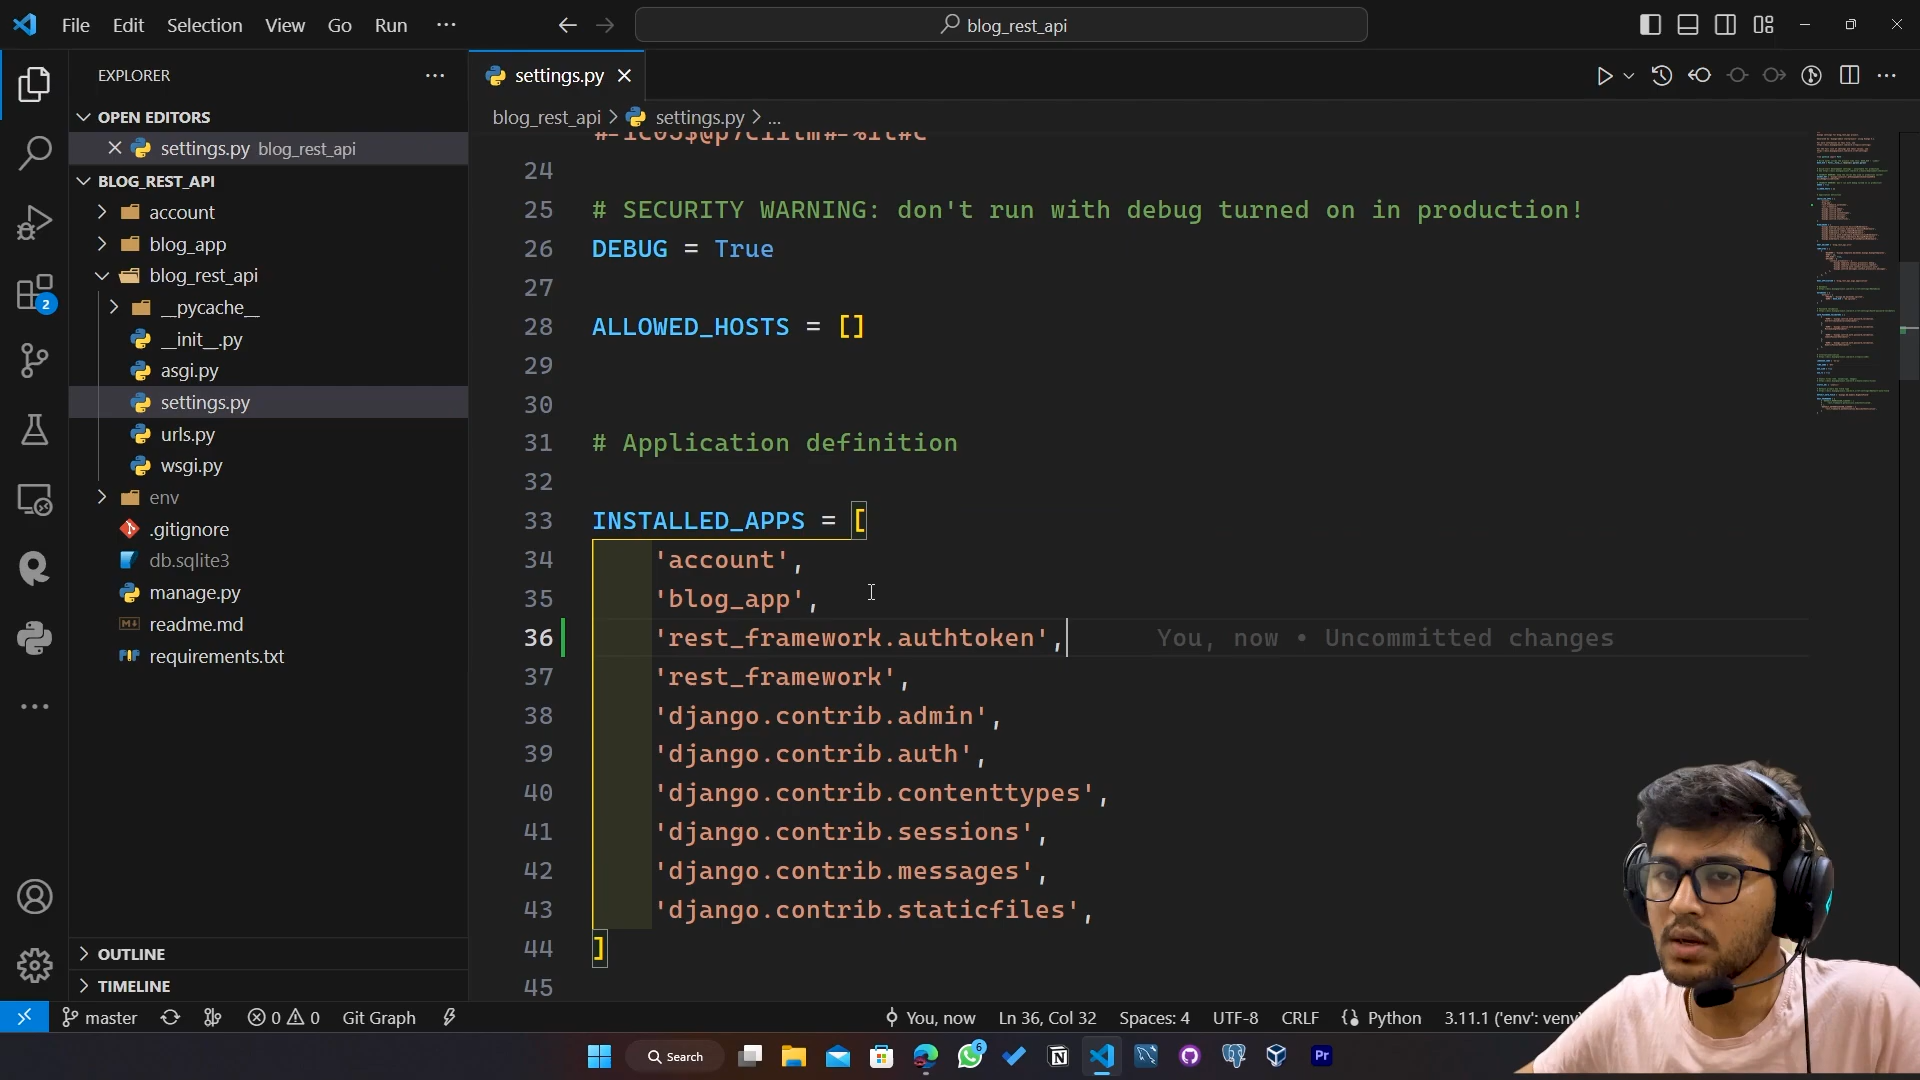 File Edit Selection View Go Run ···
blog_rest_api
EXPLORER
OPEN EDITORS
settings.py blog_rest_api
BLOG_REST_API
account
blog_app
blog_rest_api
__pycache__
__init__.py
asgi.py
settings.py
urls.py
wsgi.py
env
.gitignore
db.sqlite3
manage.py
readme.md
requirements.txt
OUTLINE
TIMELINE
2
settings.py
blog_rest_api > settings.py > ...
24
25 # SECURITY WARNING: don't run with debug turned on in production!
26 DEBUG = True
27
28 ALLOWED_HOSTS = []
29
30
31 # Application definition
32
33 INSTALLED_APPS = [
34 'account',
35 'blog_app',
36 'rest_framework.authtoken', You, now • Uncommitted changes
37 'rest_framework',
38 'django.contrib.admin',
39 'django.contrib.auth',
40 'django.contrib.contenttypes',
41 'django.contrib.sessions',
42 'django.contrib.messages',
43 'django.contrib.staticfiles',
44 ]
45
master 0 0 Git Graph You, now Ln 36, Col 32 Spaces: 4 UTF-8 CRLF Python 3.11.1 ('env': venv)
Search 6 N Pr